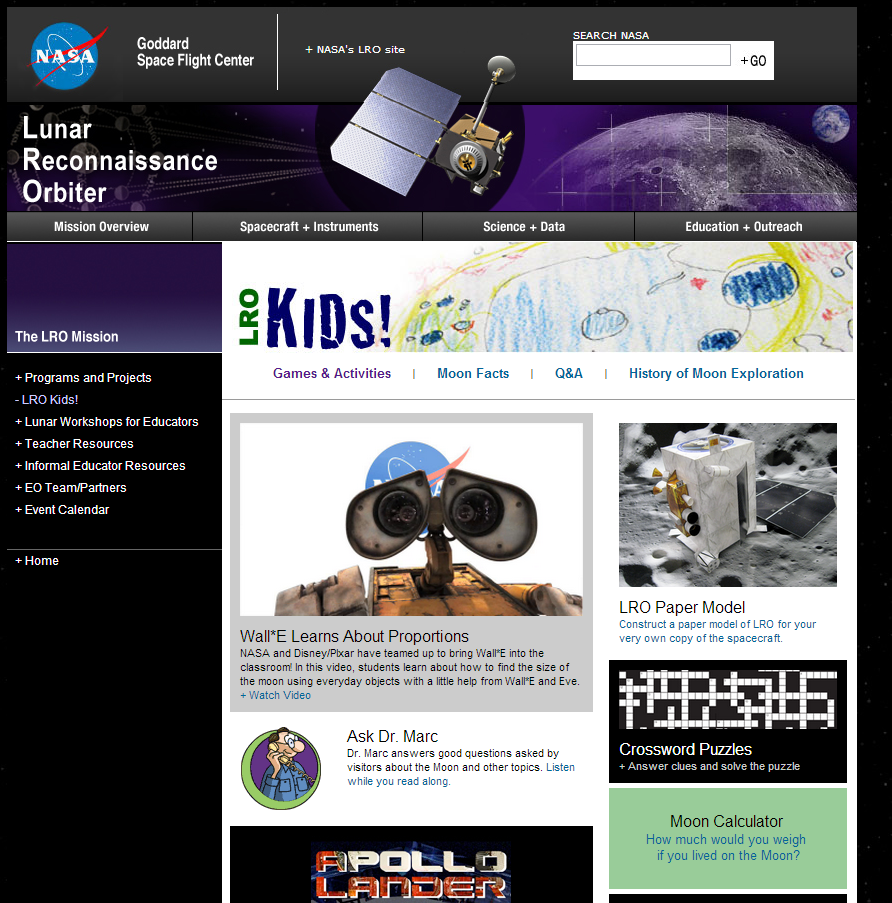 NASA
Goddard
Space Flight Center
+ NASA's LRO site
SEARCH NASA
+GO
Lunar
Reconnaissance
Orbiter
Mission Overview
Spacecraft + Instruments
Science + Data
Education + Outreach
The LRO Mission
+ Programs and Projects
- LRO Kids!
+ Lunar Workshops for Educators
+ Teacher Resources
+ Informal Educator Resources
+ EO Team/Partners
+ Event Calendar
+ Home
LRO KiDs!
Games & Activities | Moon Facts | Q&A | History of Moon Exploration
NASA
Wall*E Learns About Proportions
NASA and Disney/PIxar have teamed up to bring Wall*E into the
classroom! In this video, students learn about how to find the size of
the moon using everyday objects with a little help from Wall*E and Eve.
+ Watch Video
Ask Dr. Marc
Dr. Marc answers good questions asked by
visitors about the Moon and other topics. Listen
while you read along.
APOLLO
LANDER
LRO Paper Model
Construct a paper model of LRO for your
very own copy of the spacecraft.
Crossword Puzzles
+ Answer clues and solve the puzzle
Moon Calculator
How much would you weigh
if you lived on the Moon?